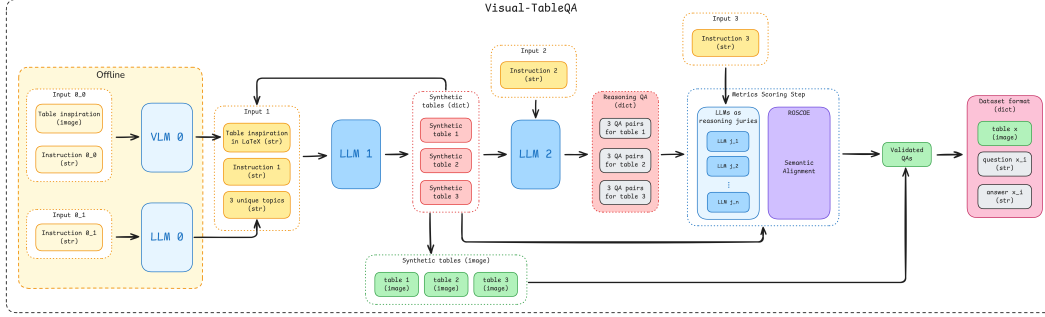 Visual-TableQA
Offline
Input 0_0
Table inspiration
(image)
Instruction 0_0
(str)
VLM 0
Input 0_1
Instruction 0_1
(str)
LLM 0
Input 1
Table inspiration
in LaTeX (str)
Instruction 1
(str)
3 unique topics
(str)
LLM 1
Synthetic
tables (dict)
Synthetic
table 1
Synthetic
table 2
Synthetic
table 3
Synthetic tables (image)
table 1
(image)
table 2
(image)
table 3
(image)
Input 2
Instruction 2
(str)
LLM 2
Reasoning QA
(dict)
3 QA pairs
for table 1
3 QA pairs
for table 2
3 QA pairs
for table 3
Input 3
Instruction 3
(str)
Metrics Scoring Step
LLMs as
reasoning juries
LLM j_1
LLM j_2
⋮
LLM j_n
ROSCOE
Semantic
Alignment
Validated
QAs
Dataset format
(dict)
table x
(image)
question x_i
(str)
answer x_i
(str)